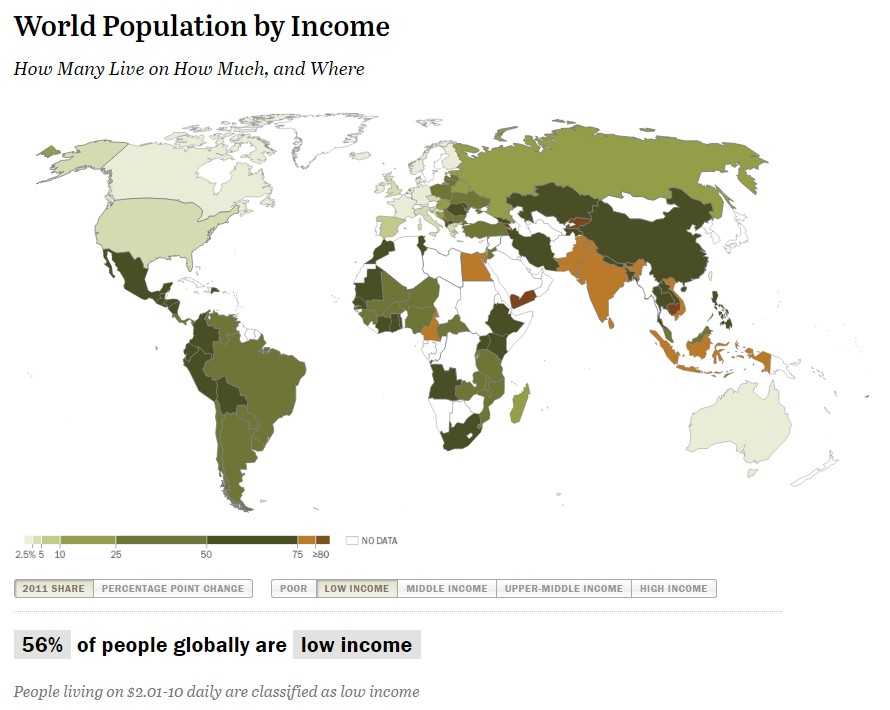 World Population by Income
How Many Live on How Much, and Where
2.5% 5 10 25 50 75 ≥80 NO DATA
2011 SHARE PERCENTAGE POINT CHANGE POOR LOW INCOME MIDDLE INCOME UPPER-MIDDLE INCOME HIGH INCOME
56% of people globally are low income
People living on $2.01-10 daily are classified as low income